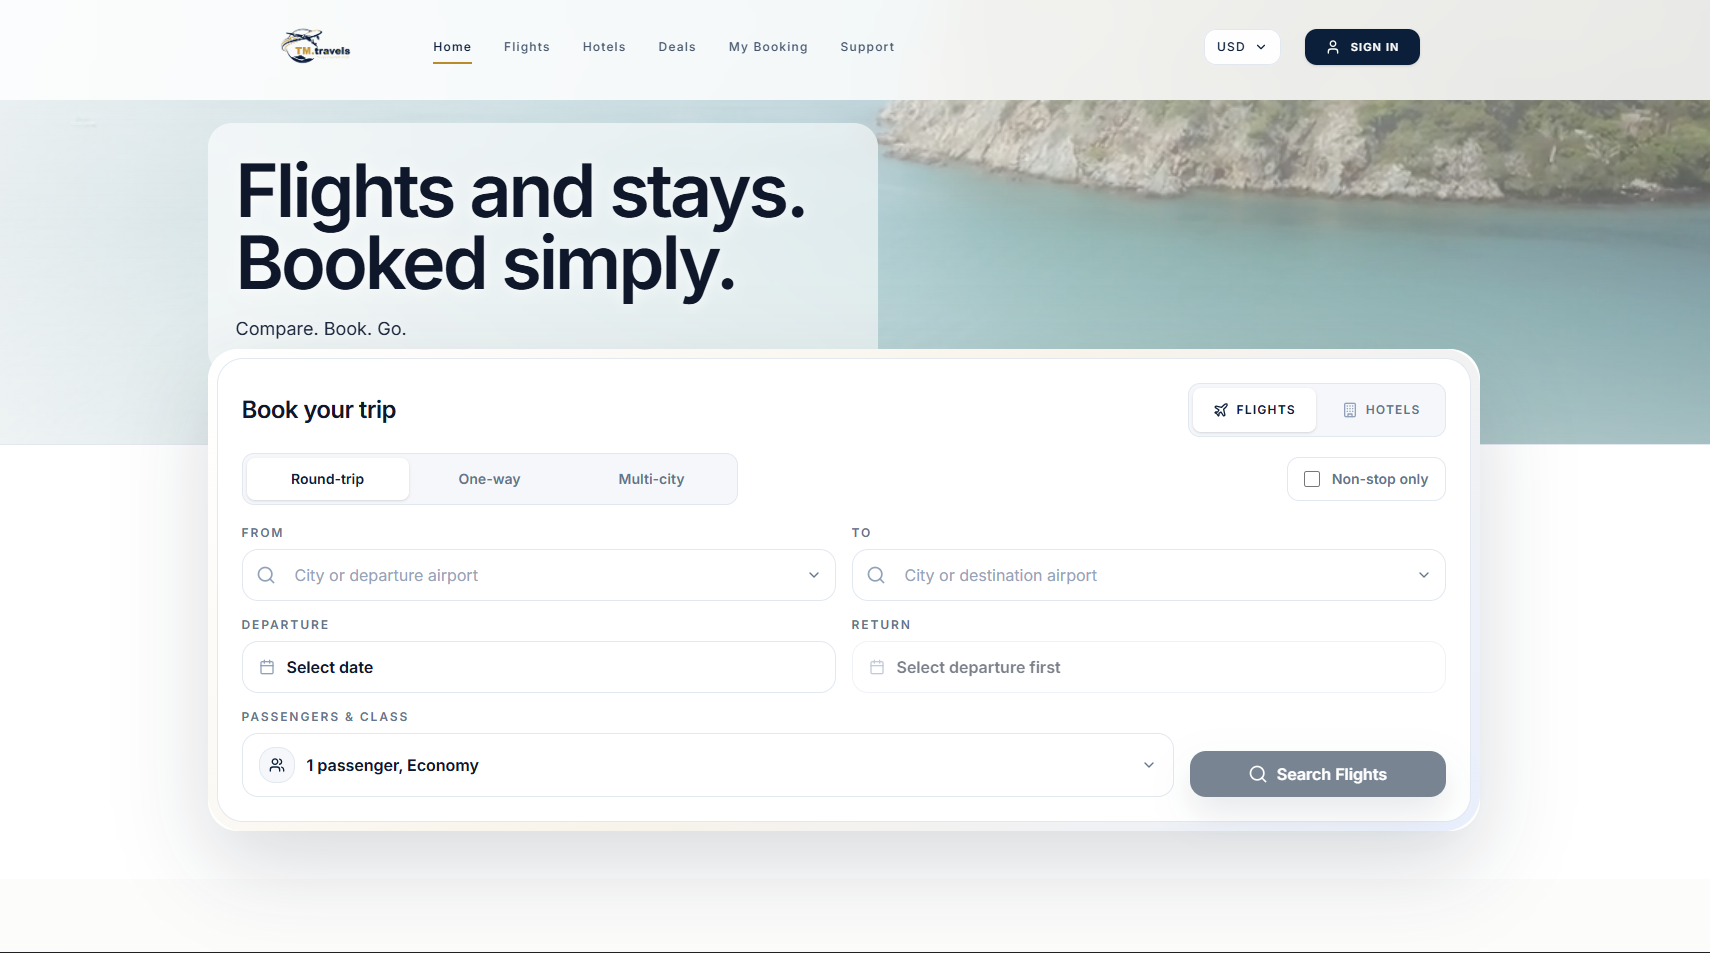 TM.travels
Home
Flights
Hotels
Deals
My Booking
Support
USD
SIGN IN
Flights and stays.
Booked simply.
Compare. Book. Go.
Book your trip
FLIGHTS
HOTELS
Round-trip
One-way
Multi-city
Non-stop only
FROM
TO
City or departure airport
City or destination airport
DEPARTURE
RETURN
Select date
Select departure first
PASSENGERS & CLASS
1 passenger, Economy
Search Flights